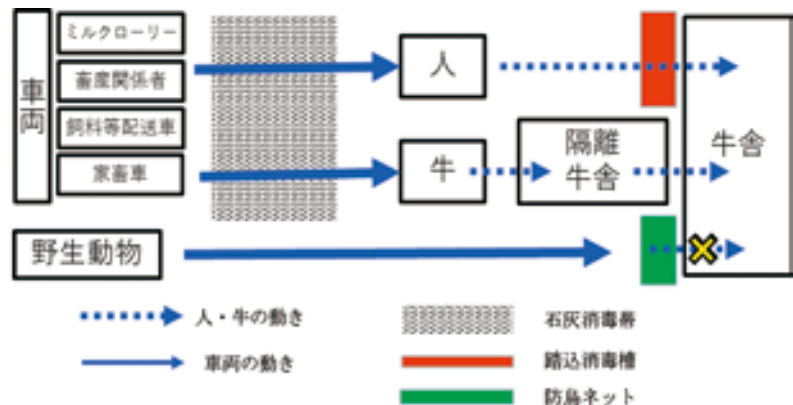 車両
ミルクローリー
畜産関係者
飼料等配送車
家畜車
人
牛
隔離
牛舎
牛舎
野生動物
人・牛の動き
車両の動き
石灰消毒帯
踏込消毒槽
防鳥ネット